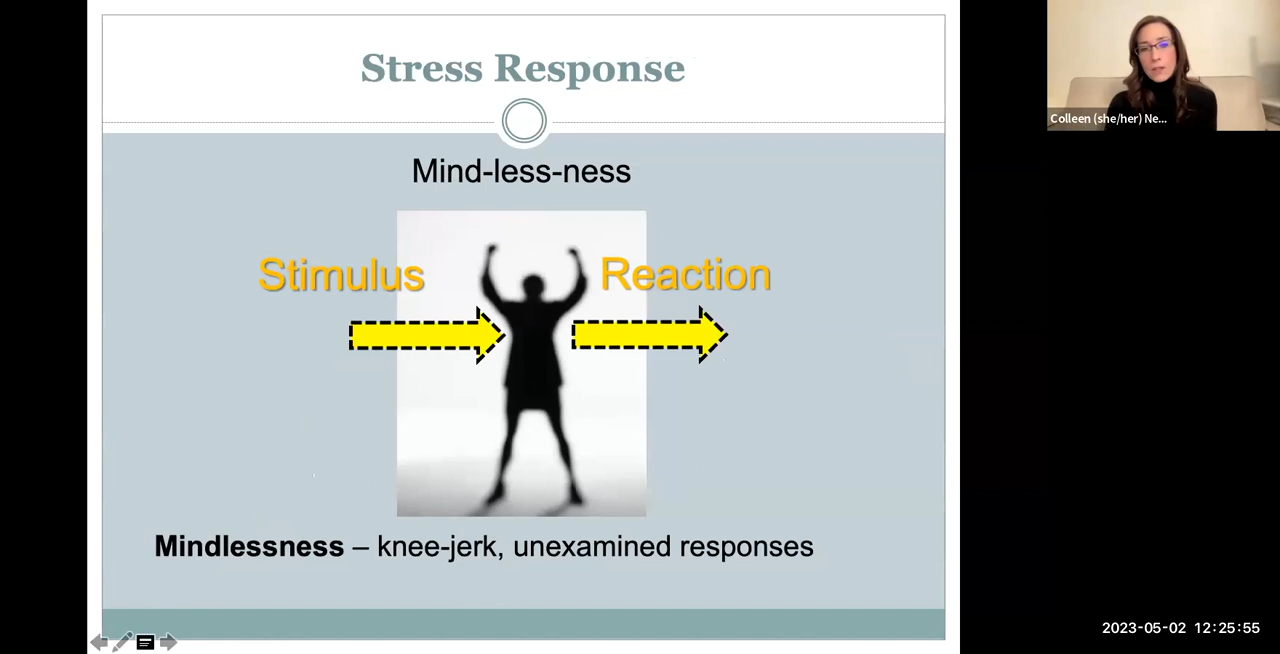 Stress Response
Mind-less-ness
Stimulus
Reaction
Mindlessness – knee-jerk, unexamined responses
Colleen (she/her) Ne...
2023-05-02 12:25:55